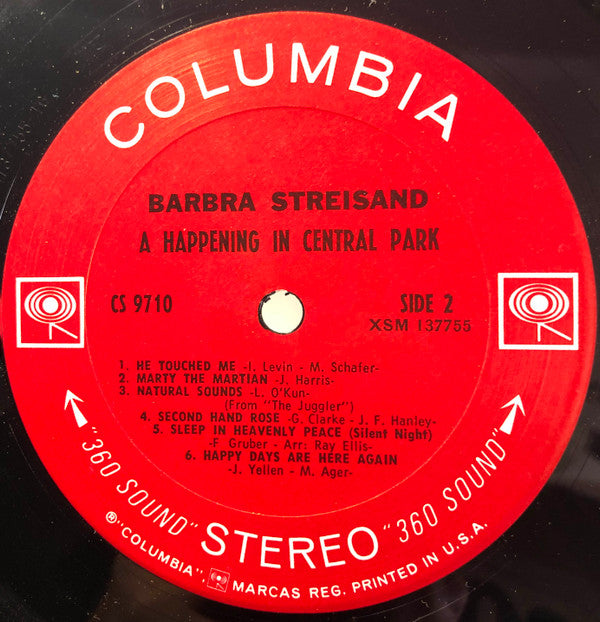 COLUMBIA
BARBRA STREISAND
A HAPPENING IN CENTRAL PARK
CS 9710
SIDE 2
XSM 137755
1. HE TOUCHED ME -I. Levin - M. Schafer-
2. MARTY THE MARTIAN -J. Harris-
3. NATURAL SOUNDS -L. O'Kun-
(From "The Juggler")
4. SECOND HAND ROSE -G. Clarke - J. F. Hanley-
5. SLEEP IN HEAVENLY PEACE (Silent Night)
-F. Gruber - Arr: Ray Ellis-
6. HAPPY DAYS ARE HERE AGAIN
-J. Yellen - M. Ager-
"360 SOUND" STEREO "360 SOUND"
®"COLUMBIA", MARCAS REG. PRINTED IN U.S.A.